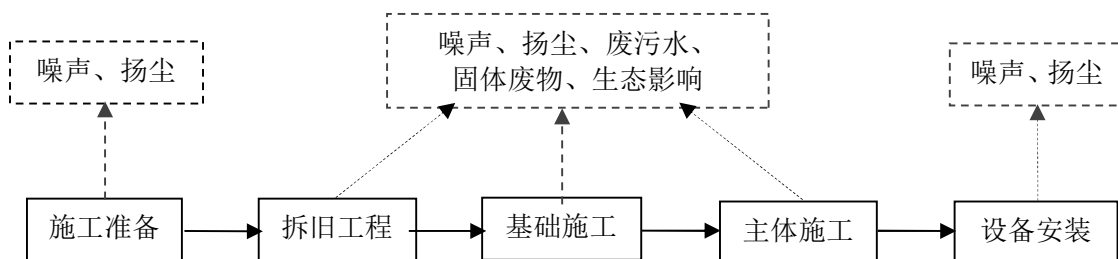 噪声、扬尘
噪声、扬尘、废污水、
固体废物、生态影响
噪声、扬尘
施工准备
拆旧工程
基础施工
主体施工
设备安装